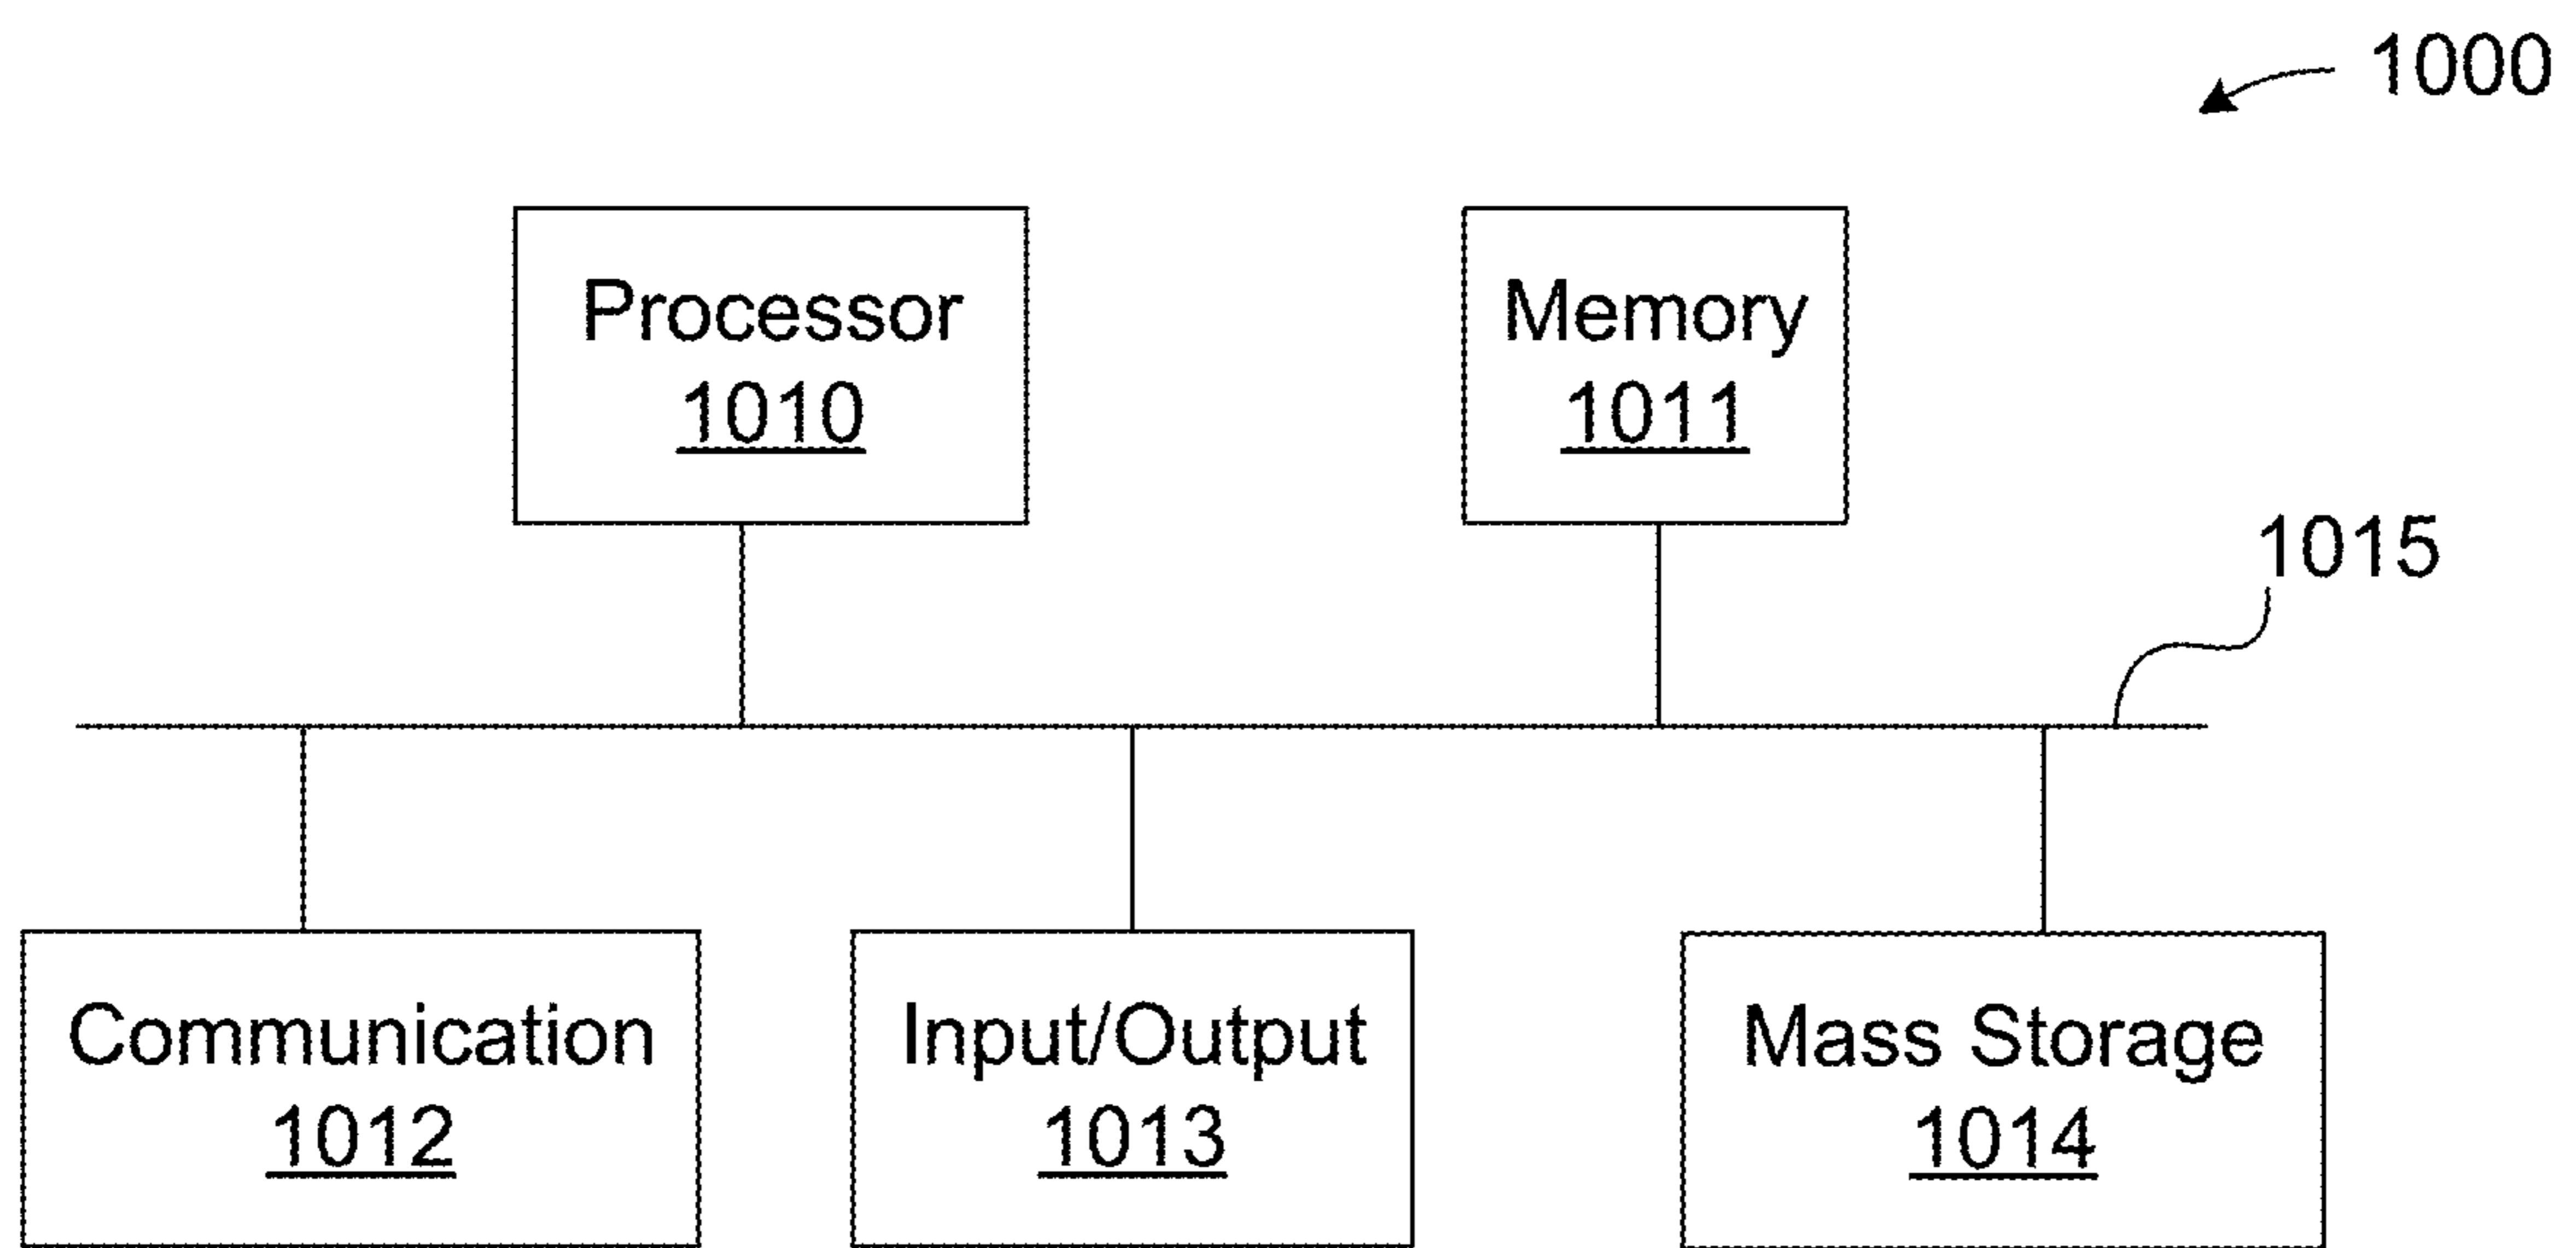 1000
Processor
1010
Memory
1011
1015
Communication
1012
Input/Output
1013
Mass Storage
1014